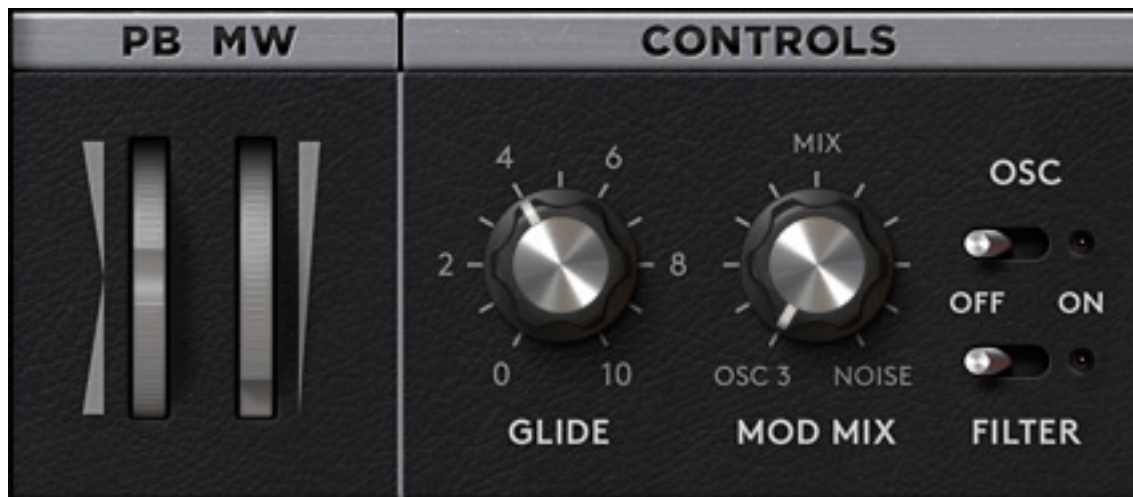 PB MW
CONTROLS
4
6
2
8
0
10
GLIDE
MIX
OSC 3
NOISE
MOD MIX
OSC
OFF
ON
FILTER